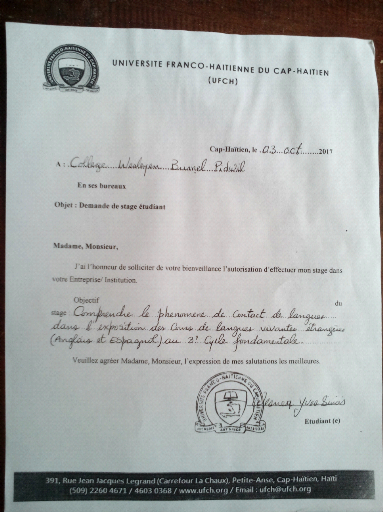 UNIVERSITE FRANCO-HAITIENNE DU CAP-HAITIEN
(UFCH)
Cap-Haïtien, le .03...oct.......2017
A : College Wesleyen
En ses bureaux
Objet : Demande de stage étudiant
Madame, Monsieur,
J'ai l'honneur de solliciter de votre bienveillance l'autorisation d'effectuer mon stage dans
votre Entreprise/ Institution.
Objectif du
stage Comprendre le phenomene de Contact de langues
dans l'exposition des Cours de langues vivantes étrangères
(Anglais et Espagnol) au 3e Cycle fondamentale
Veuillez agréer Madame, Monsieur, l'expression de mes salutations les meilleures.
Etudiant (e)
391, Rue Jean Jacques Legrand (Carrefour La Chaux), Petite-Anse, Cap-Haïtien, Haïti
(509) 2260 4671 / 4603 0368 / www.ufch.org / Email : ufch@ufch.org